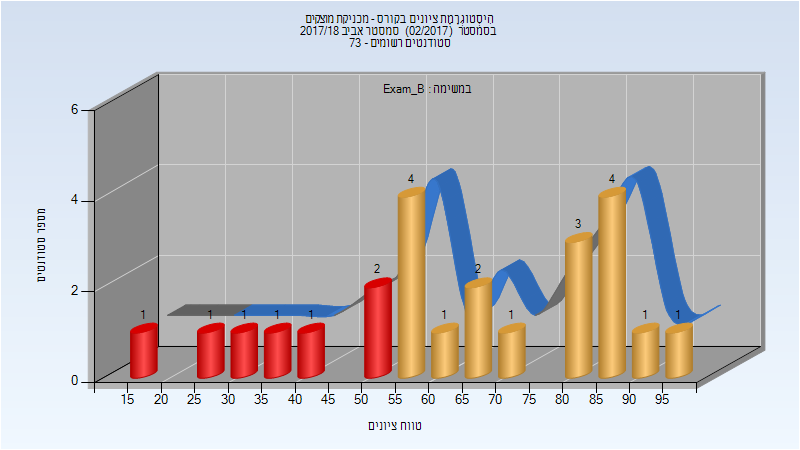 היסטוגרמת ציונים בקורס - מכניקת מוצקים
בסמסטר (02/2017) סמסטר אביב 2017/18
סטודנטים רשומים - 73
במשימה : Exam_B
6
4
2
0
מספר סטודנטים
1 1 1 1 1 2 4 1 2 1 3 4 1 1
15 20 25 30 35 40 45 50 55 60 65 70 75 80 85 90 95
טווח ציונים